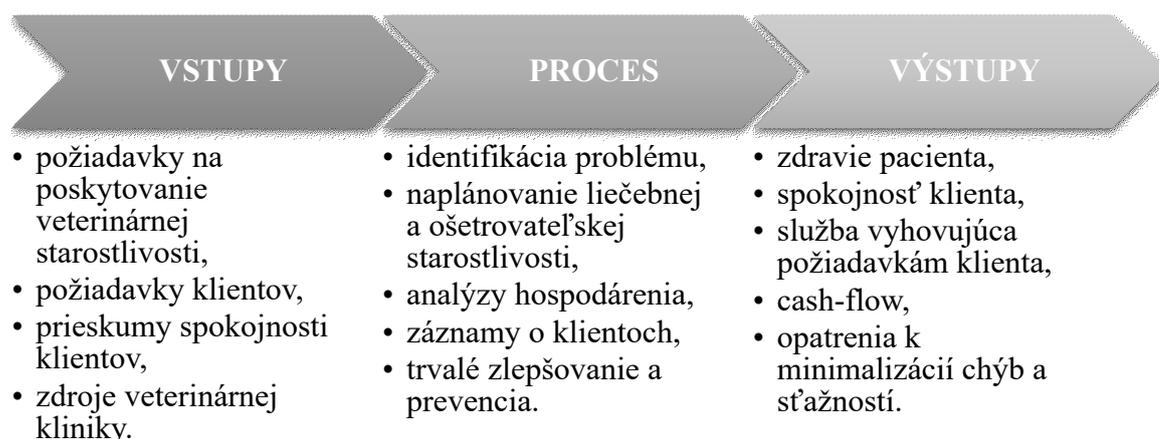 VSTUPY
• požiadavky na
poskytovanie
veterinárnej
starostlivosti,
• požiadavky klientov,
• prieskumy spokojnosti
klientov,
• zdroje veterinárnej
kliniky.
PROCES
• identifikácia problému,
• naplánovanie liečebnej
a ošetrovateľskej
starostlivosti,
• analýzy hospodárenia,
• záznamy o klientoch,
• trvalé zlepšovanie a
prevencia.
VÝSTUPY
• zdravie pacienta,
• spokojnosť klienta,
• služba vyhovujúca
požiadavkám klienta,
• cash-flow,
• opatrenia k
minimalizácií chýb a
sťažností.